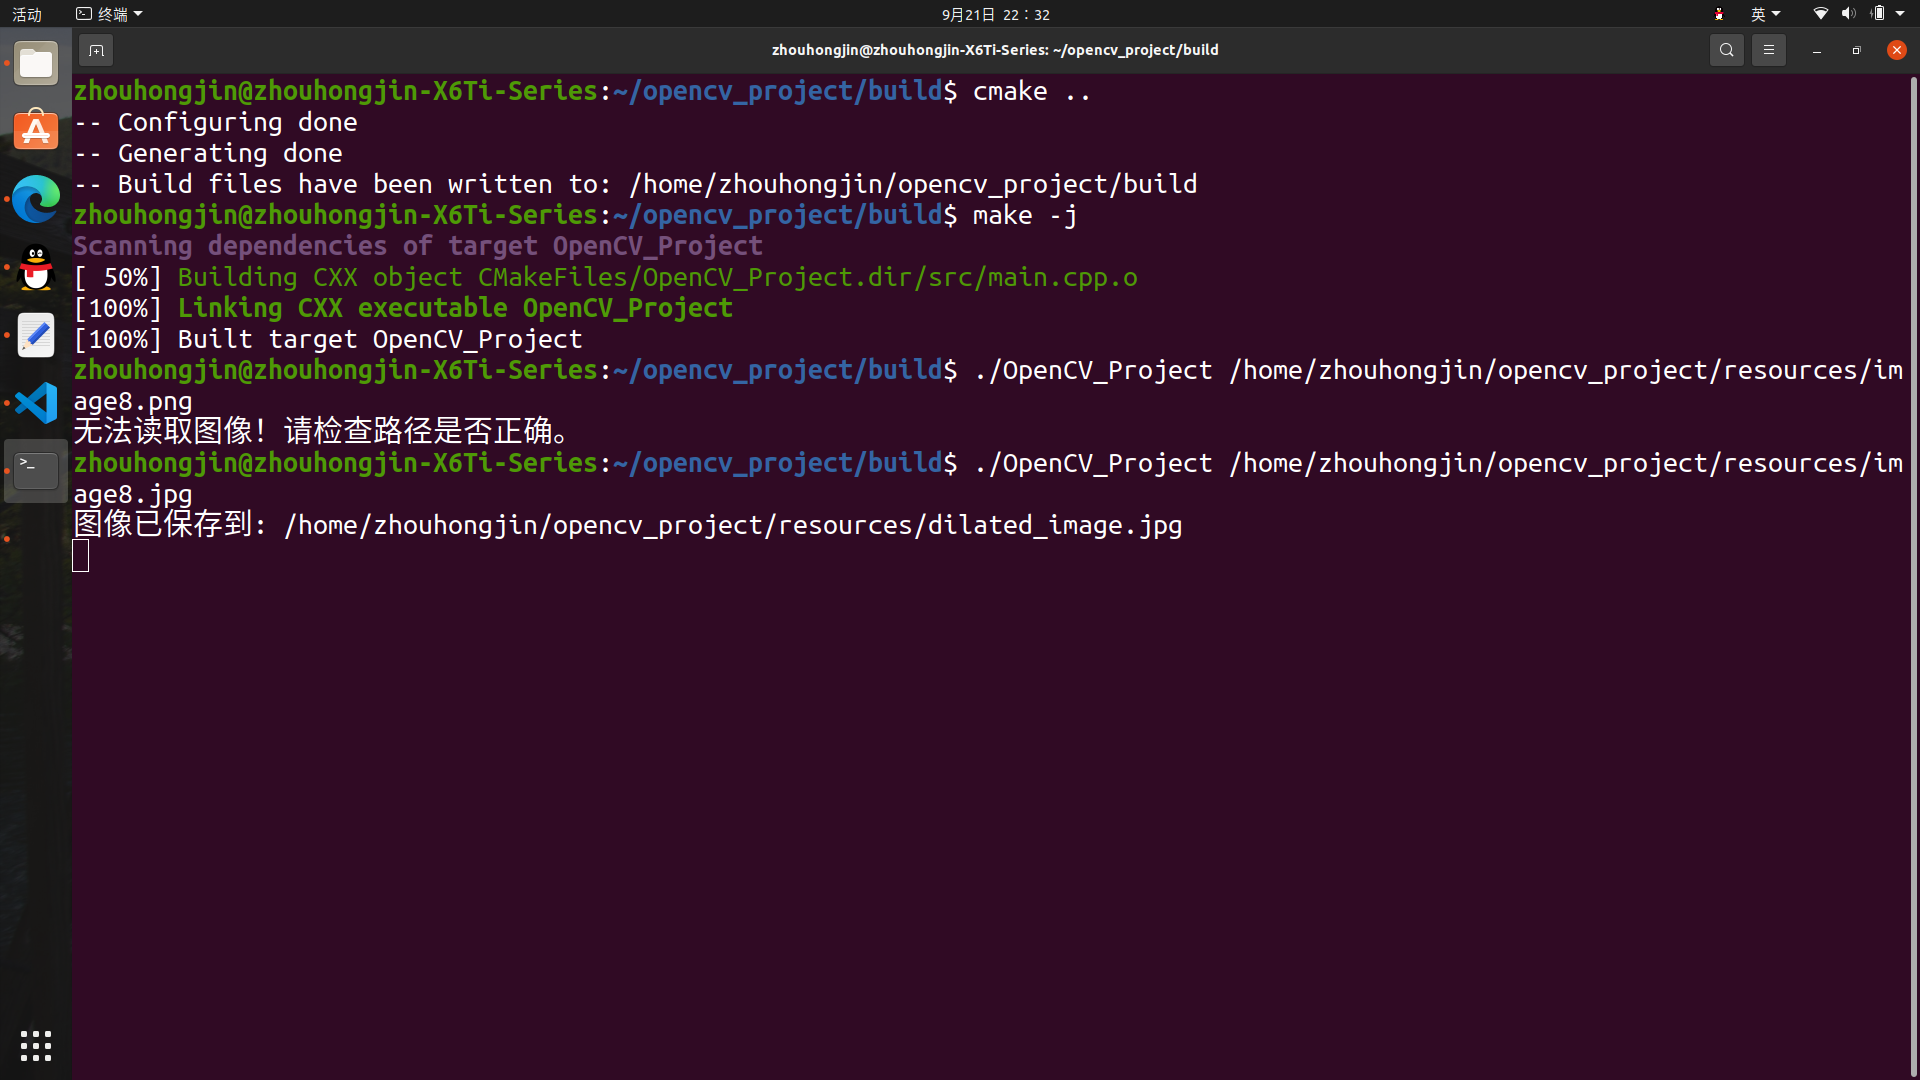 活动 终端 9月21日 22：32 英
zhouhongjin@zhouhongjin-X6Ti-Series: ~/opencv_project/build
zhouhongjin@zhouhongjin-X6Ti-Series:~/opencv_project/build$ cmake ..
-- Configuring done
-- Generating done
-- Build files have been written to: /home/zhouhongjin/opencv_project/build
zhouhongjin@zhouhongjin-X6Ti-Series:~/opencv_project/build$ make -j
Scanning dependencies of target OpenCV_Project
[ 50%] Building CXX object CMakeFiles/OpenCV_Project.dir/src/main.cpp.o
[100%] Linking CXX executable OpenCV_Project
[100%] Built target OpenCV_Project
zhouhongjin@zhouhongjin-X6Ti-Series:~/opencv_project/build$ ./OpenCV_Project /home/zhouhongjin/opencv_project/resources/im
age8.png
无法读取图像！请检查路径是否正确。
zhouhongjin@zhouhongjin-X6Ti-Series:~/opencv_project/build$ ./OpenCV_Project /home/zhouhongjin/opencv_project/resources/im
age8.jpg
图像已保存到: /home/zhouhongjin/opencv_project/resources/dilated_image.jpg